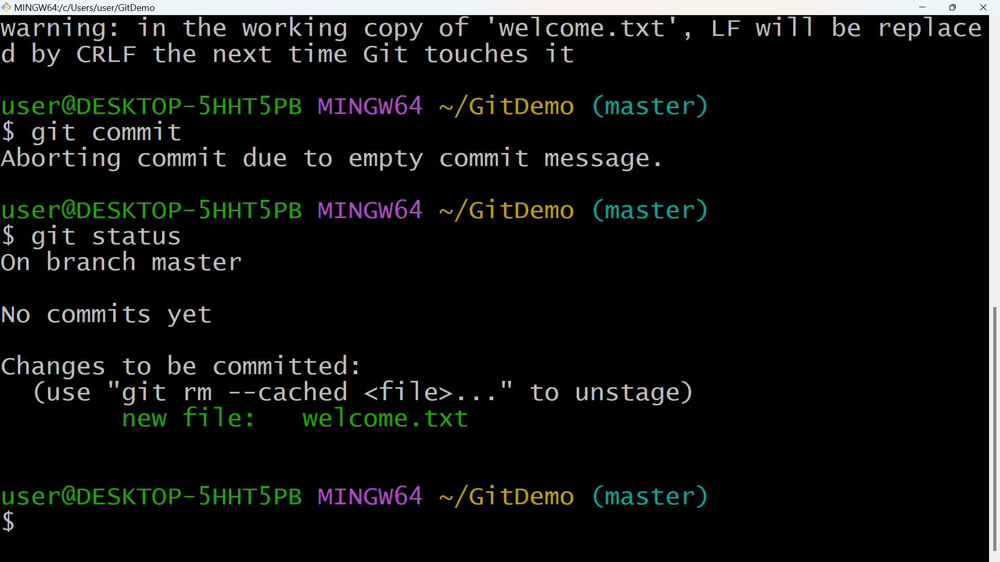 MINGW64:/c/Users/user/GitDemo
warning: in the working copy of 'welcome.txt', LF will be replace
d by CRLF the next time Git touches it
user@DESKTOP-5HHT5PB MINGW64 ~/GitDemo (master)
$ git commit
Aborting commit due to empty commit message.
user@DESKTOP-5HHT5PB MINGW64 ~/GitDemo (master)
$ git status
On branch master
No commits yet
Changes to be committed:
  (use "git rm --cached <file>..." to unstage)
        new file:   welcome.txt
user@DESKTOP-5HHT5PB MINGW64 ~/GitDemo (master)
$